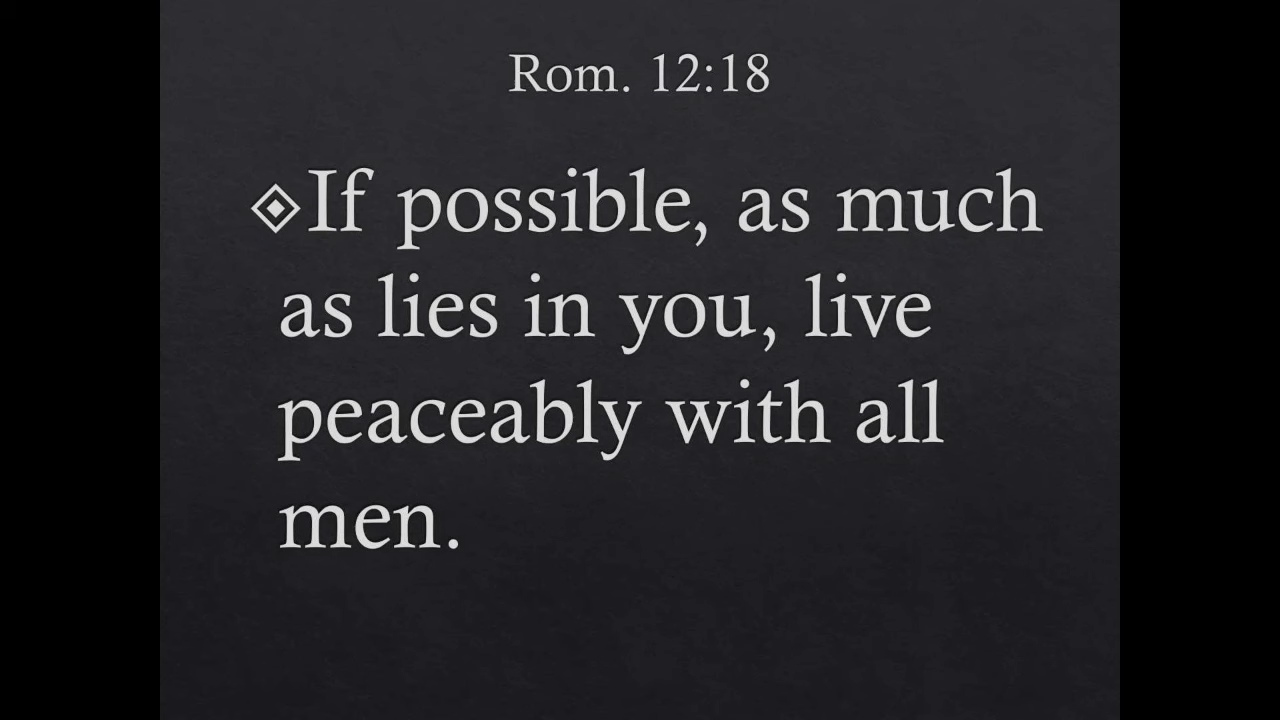 Rom. 12:18
If possible, as much
as lies in you, live
peaceably with all
men.